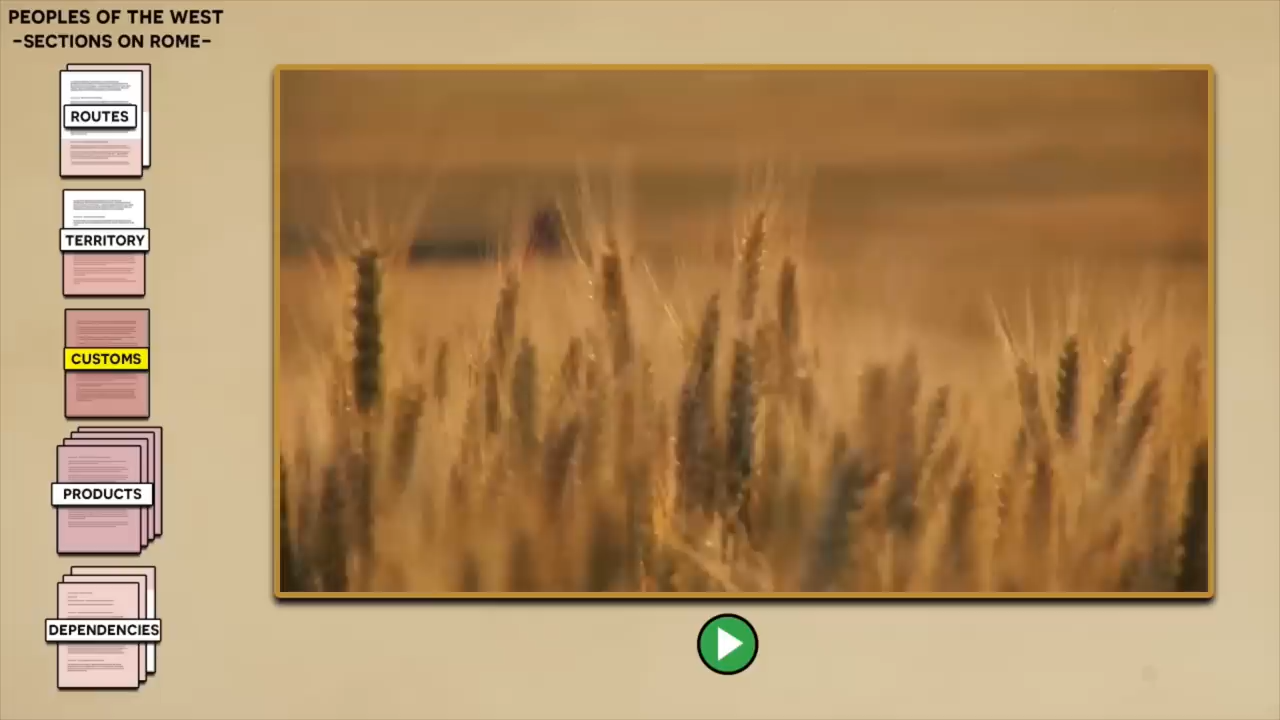 PEOPLES OF THE WEST
-SECTIONS ON ROME-
ROUTES
TERRITORY
CUSTOMS
PRODUCTS
DEPENDENCIES